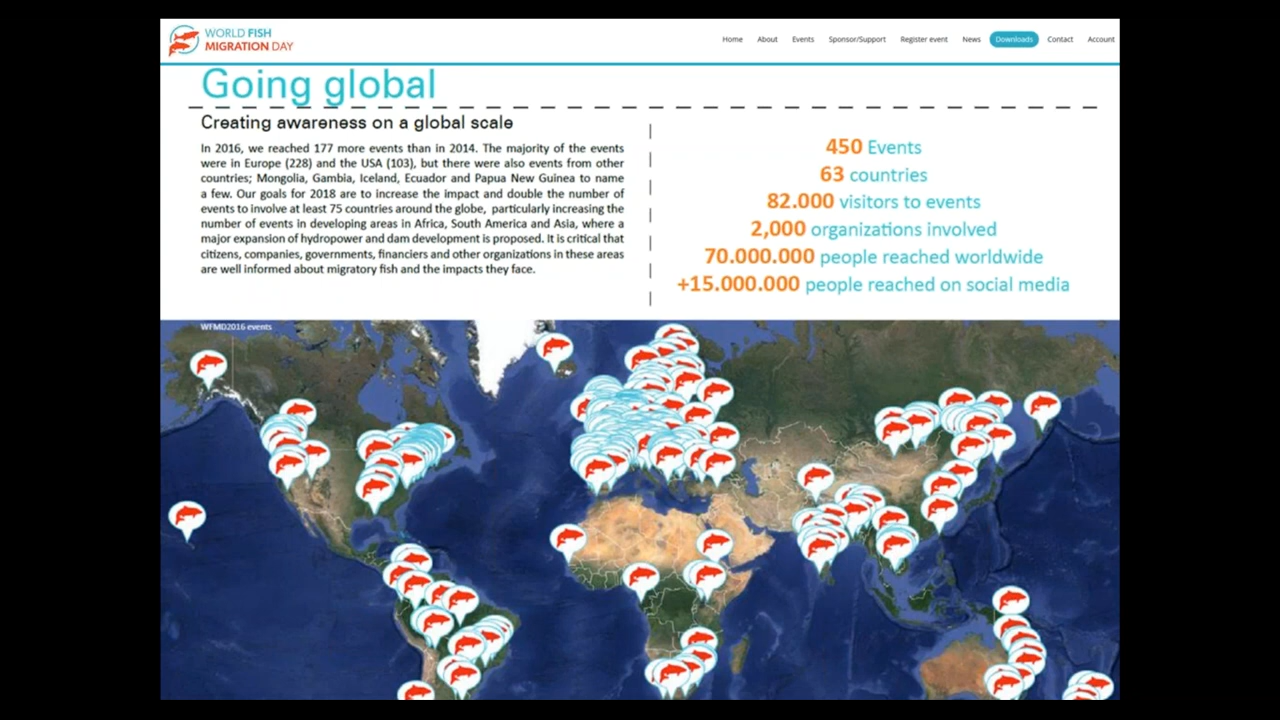 WORLD FISH
MIGRATION DAY
Home About Events Sponsor/Support Register event News Downloads Contact Account
Going global
Creating awareness on a global scale
In 2016, we reached 177 more events than in 2014. The majority of the events
were in Europe (228) and the USA (103), but there were also events from other
countries; Mongolia, Gambia, Iceland, Ecuador and Papua New Guinea to name
a few. Our goals for 2018 are to increase the impact and double the number of
events to involve at least 75 countries around the globe, particularly increasing the
number of events in developing areas in Africa, South America and Asia, where a
major expansion of hydropower and dam development is proposed. It is critical that
citizens, companies, governments, financiers and other organizations in these areas
are well informed about migratory fish and the impacts they face.
450 Events
63 countries
82.000 visitors to events
2,000 organizations involved
70.000.000 people reached worldwide
+15.000.000 people reached on social media
WFMD2016 events